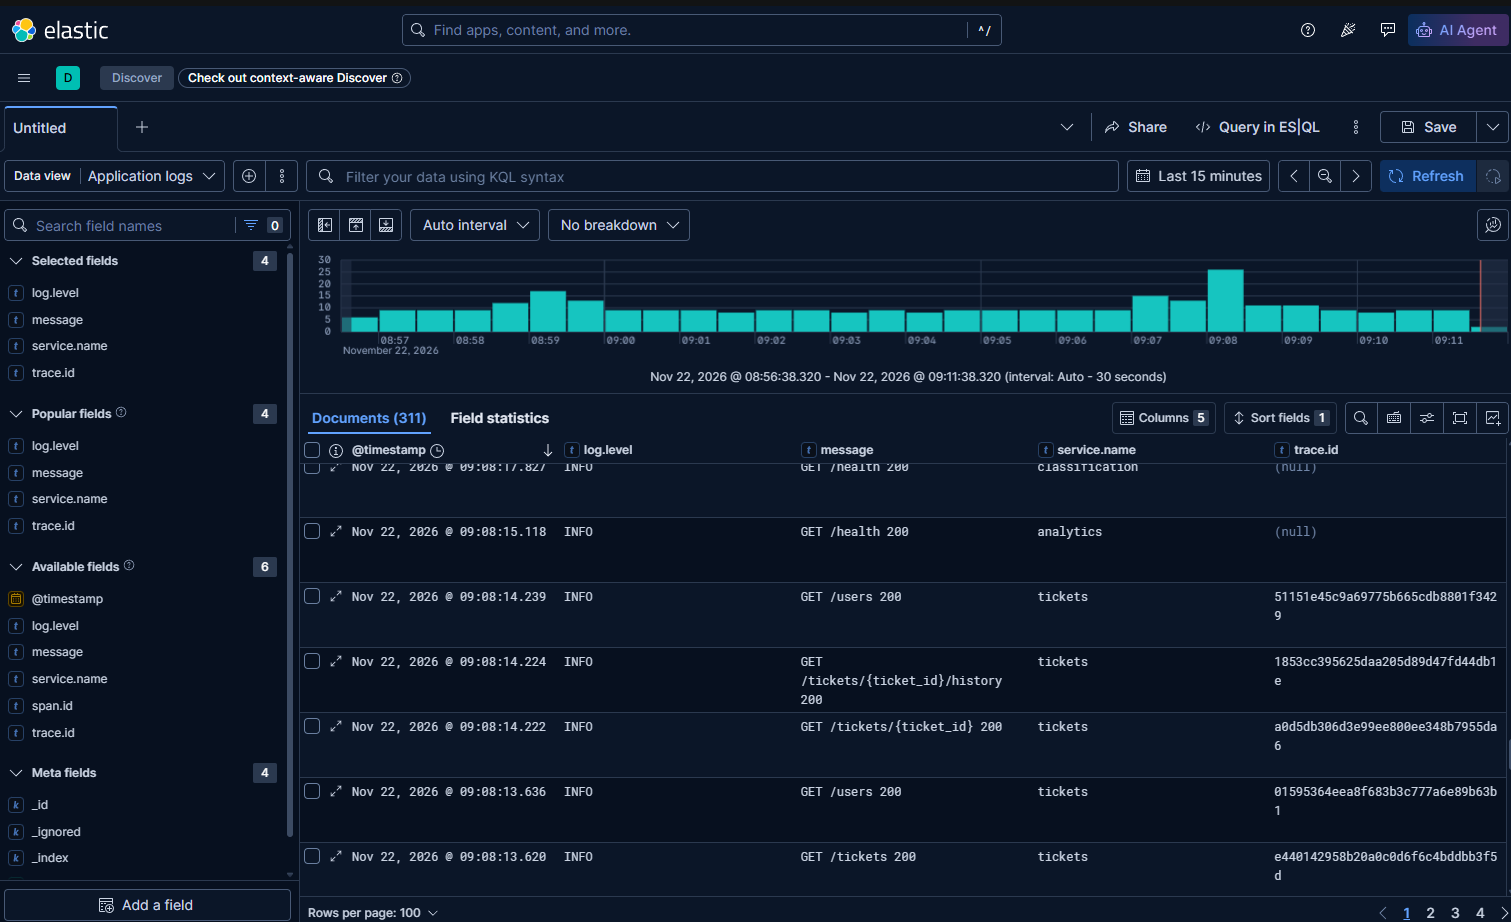 elastic
Find apps, content, and more.
^ /
AI Agent
D
Discover
Check out context-aware Discover
Untitled
Share
Query in ES|QL
Save
Data view
Application logs
Filter your data using KQL syntax
Last 15 minutes
Refresh
Search field names
0
Selected fields
4
log.level
message
service.name
trace.id
Popular fields
4
log.level
message
service.name
trace.id
Available fields
6
@timestamp
log.level
message
service.name
span.id
trace.id
Meta fields
4
_id
_ignored
_index
Add a field
Auto interval
No breakdown
30
25
20
15
10
5
0
08:57
08:58
08:59
09:00
09:01
09:02
09:03
09:04
09:05
09:06
09:07
09:08
09:09
09:10
09:11
November 22, 2026
Nov 22, 2026 @ 08:56:38.320 - Nov 22, 2026 @ 09:11:38.320 (interval: Auto - 30 seconds)
Documents (311)
Field statistics
Columns 5
Sort fields 1
@timestamp log.level message service.name trace.id
Nov 22, 2026 @ 09:08:17.827 INFO GET /health 200 classification (null)
Nov 22, 2026 @ 09:08:15.118 INFO GET /health 200 analytics (null)
Nov 22, 2026 @ 09:08:14.239 INFO GET /users 200 tickets 51151e45c9a69775b665cdb8801f342
9
Nov 22, 2026 @ 09:08:14.224 INFO GET tickets 1853cc395625daa205d89d47fd44db1
/tickets/{ticket_id}/history e
200
Nov 22, 2026 @ 09:08:14.222 INFO GET /tickets/{ticket_id} 200 tickets a0d5db306d3e99ee800ee348b7955da
6
Nov 22, 2026 @ 09:08:13.636 INFO GET /users 200 tickets 01595364eea8f683b3c777a6e89b63b
1
Nov 22, 2026 @ 09:08:13.620 INFO GET /tickets 200 tickets e440142958b20a0c0d6f6c4bddbb3f5
d
Rows per page: 100
1 2 3 4